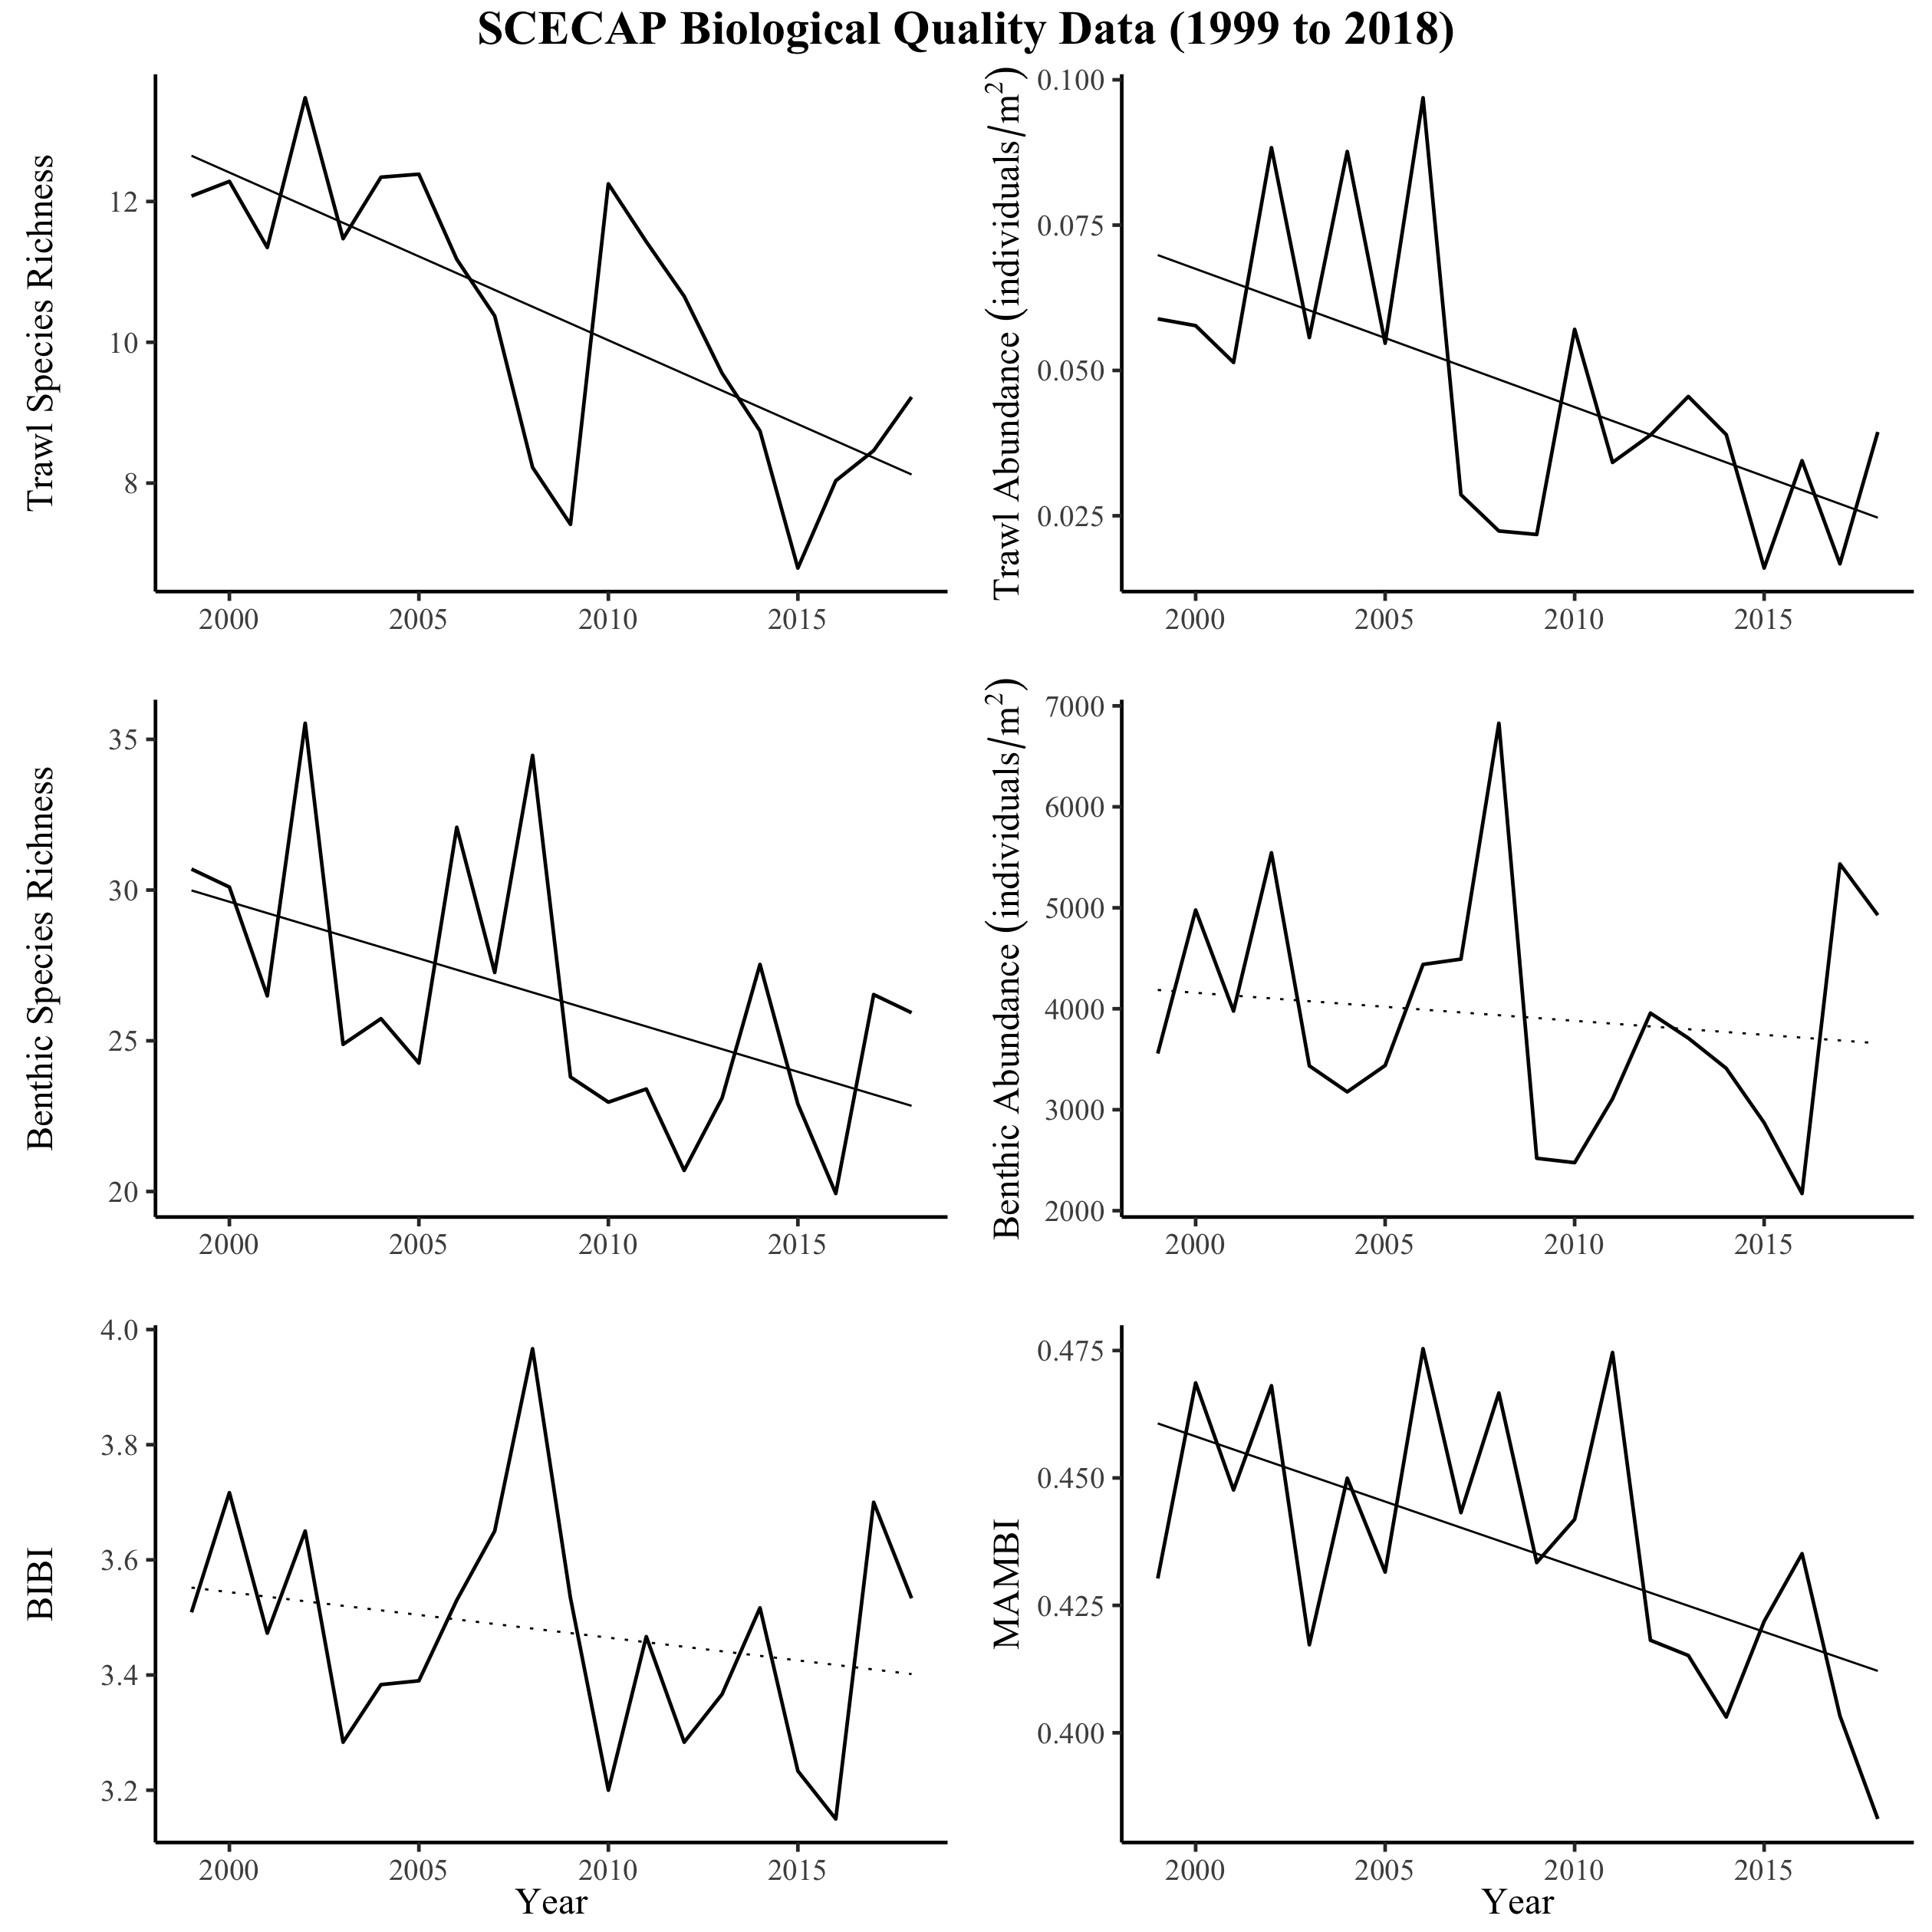 SCECAP Biological Quality Data (1999 to 2018)
Trawl Species Richness
12
10
8
2000 2005 2010 2015
Trawl Abundance (individuals/m²)
0.100
0.075
0.050
0.025
2000 2005 2010 2015
Benthic Species Richness
35
30
25
20
2000 2005 2010 2015
Benthic Abundance (individuals/m²)
7000
6000
5000
4000
3000
2000
2000 2005 2010 2015
BIBI
4.0
3.8
3.6
3.4
3.2
2000 2005 2010 2015
Year
MAMBI
0.475
0.450
0.425
0.400
2000 2005 2010 2015
Year